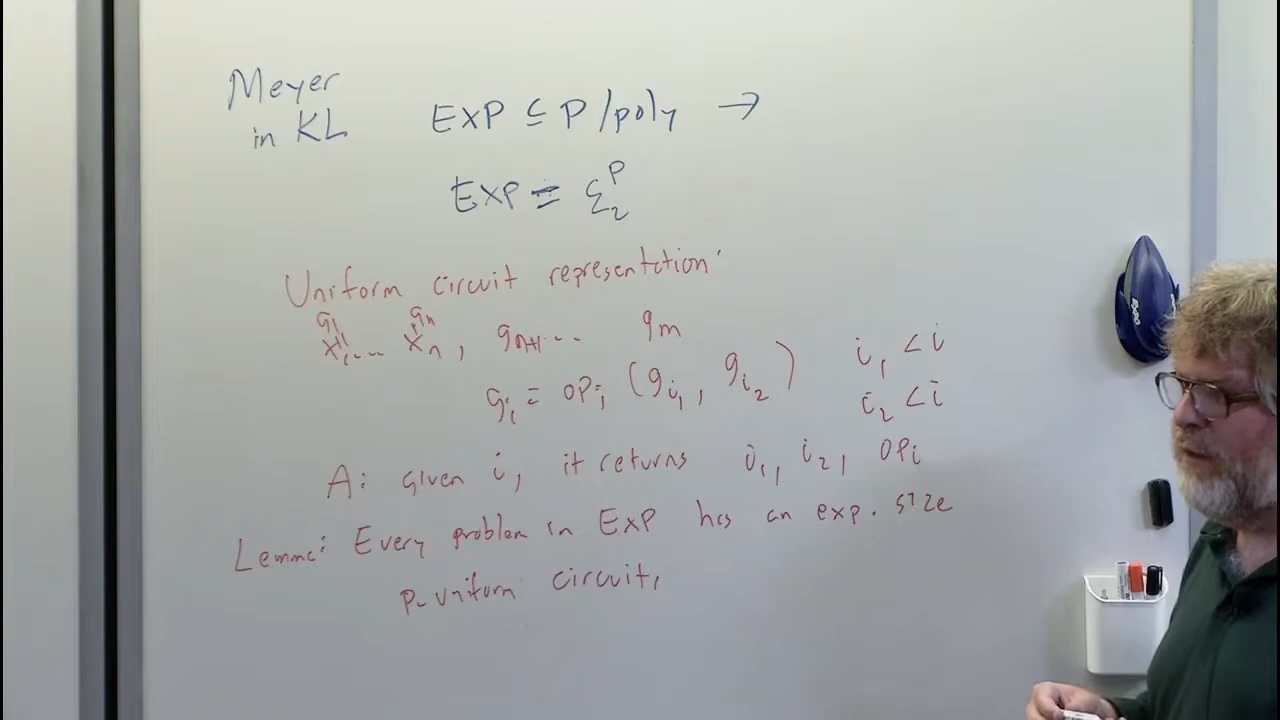 Meyer
in KL
EXP ⊆ P/poly →
EXP = Σ₂ᴾ
Uniform circuit representation:
g₁ gₙ
x₁, ... xₙ, gₙ₊₁ ... gₘ
gᵢ = OPᵢ (gᵢ₁, gᵢ₂) i₁ < i
i₂ < i
A: given i, it returns i₁, i₂, OPᵢ
Lemma: Every problem in EXP has an exp. size
p-uniform circuit,